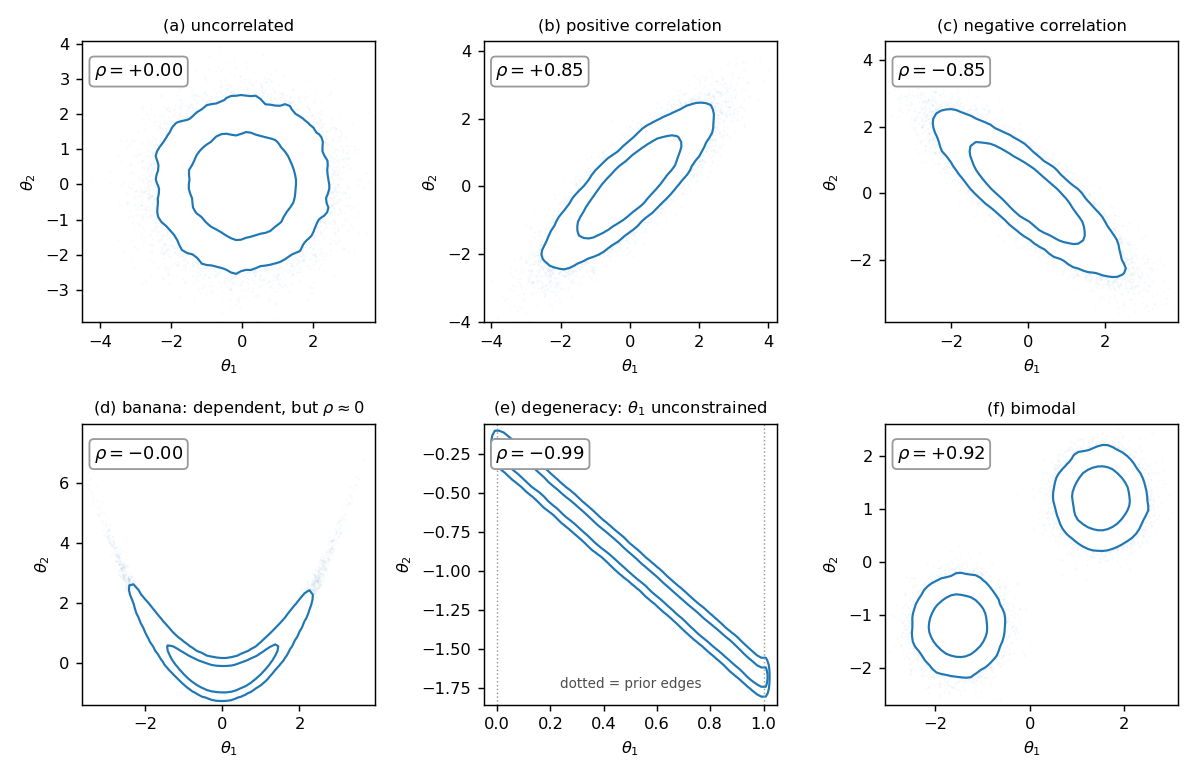 (a) uncorrelated
ρ = +0.00
4
3
2
1
0
−1
−2
−3
θ₂
−4 −2 0 2
θ₁
(b) positive correlation
ρ = +0.85
4
2
0
−2
−4
θ₂
−4 −2 0 2 4
θ₁
(c) negative correlation
ρ = −0.85
4
2
0
−2
θ₂
−2 0 2
θ₁
(d) banana: dependent, but ρ ≈ 0
ρ = −0.00
6
4
2
0
θ₂
−2 0 2
θ₁
(e) degeneracy: θ₁ unconstrained
ρ = −0.99
−0.25
−0.50
−0.75
−1.00
−1.25
−1.50
−1.75
θ₂
dotted = prior edges
0.0 0.2 0.4 0.6 0.8 1.0
θ₁
(f) bimodal
ρ = +0.92
2
1
0
−1
−2
θ₂
−2 0 2
θ₁